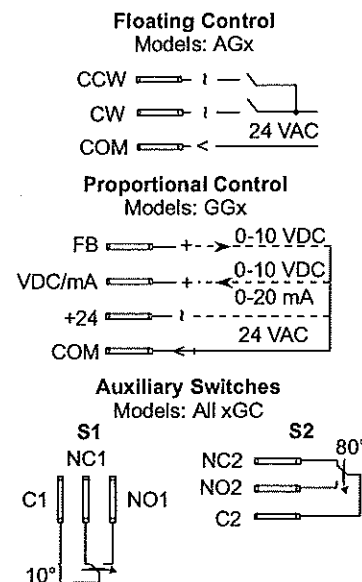 Floating Control
Models: AGx
CCW ~
CW ~
COM < 24 VAC
Proportional Control
Models: GGx
FB + 0-10 VDC
VDC/mA + 0-10 VDC
0-20 mA
+24 ~
24 VAC
COM
Auxiliary Switches
Models: All xGC
S1
NC1
C1 NO1
10°
S2
80°
NC2
NO2
C2